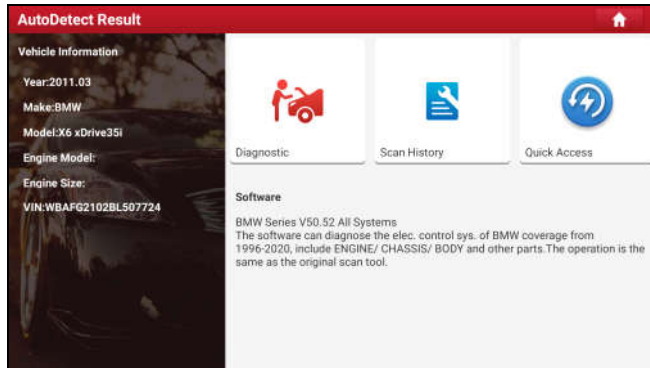 AutoDetect Result
Vehicle Information
Year:2011.03
Make:BMW
Model:X6 xDrive35i
Engine Model:
Engine Size:
VIN:WBAFG2102BL507724
Diagnostic
Scan History
Quick Access
Software
BMW Series V50.52 All Systems
The software can diagnose the elec. control sys. of BMW coverage from
1996-2020, include ENGINE/ CHASSIS/ BODY and other parts.The operation is the
same as the original scan tool.